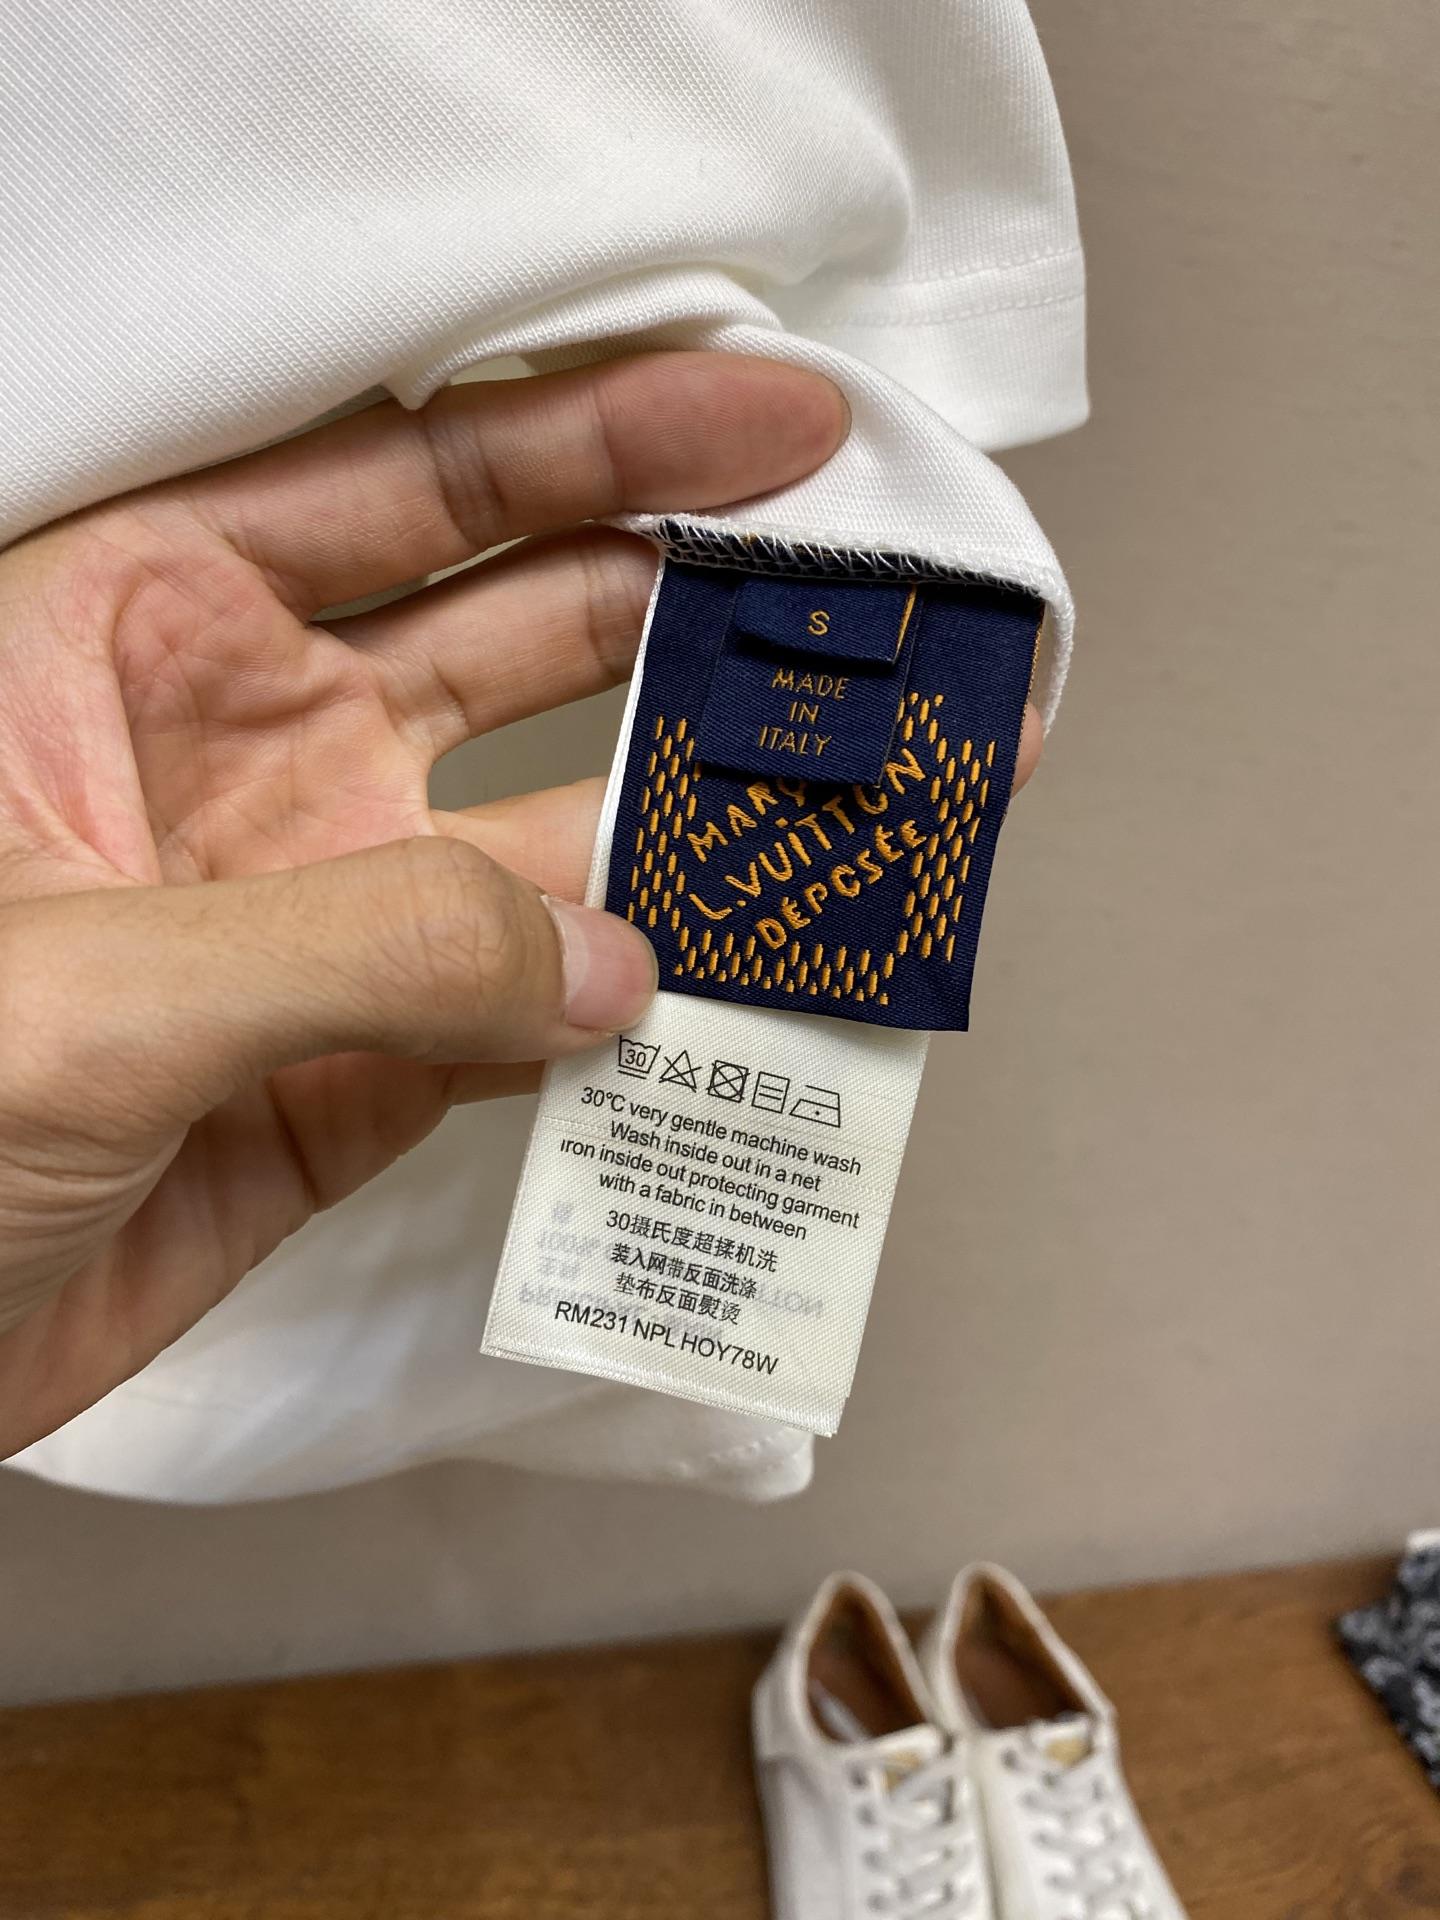 S
MADE
IN
ITALY
L.VUITTON
DÉPOSÉE
30
30°C very gentle machine wash
Wash inside out in a net
Iron inside out protecting garment
with a fabric in between
30摄氏度超揉机洗
装入网带反面洗涤
垫布反面熨烫
RM231 NPL HOY78W